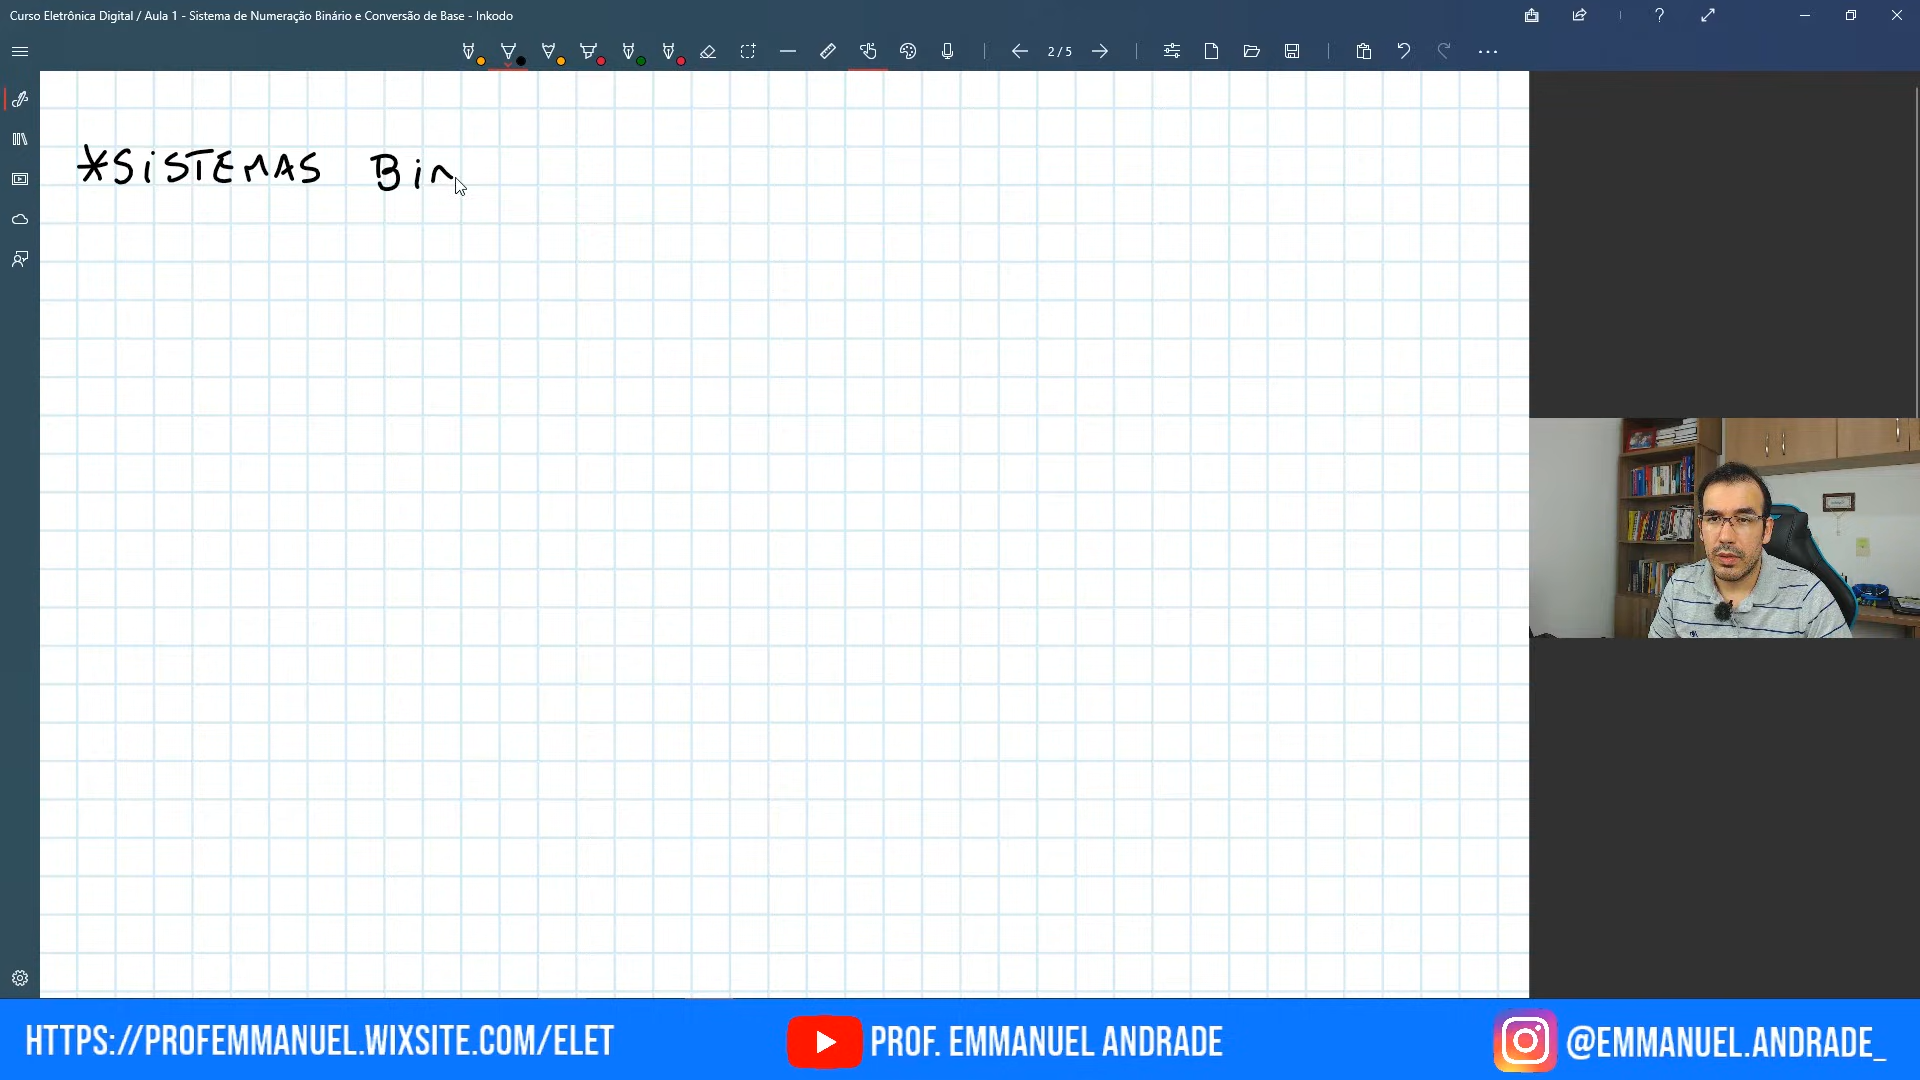 Curso Eletrônica Digital / Aula 1 - Sistema de Numeração Binário e Conversão de Base - Inkodo
2 / 5
*SiSTEMAS Bin
HTTPS://PROFEMMANUEL.WIXSITE.COM/ELET
PROF. EMMANUEL ANDRADE
@EMMANUEL.ANDRADE_